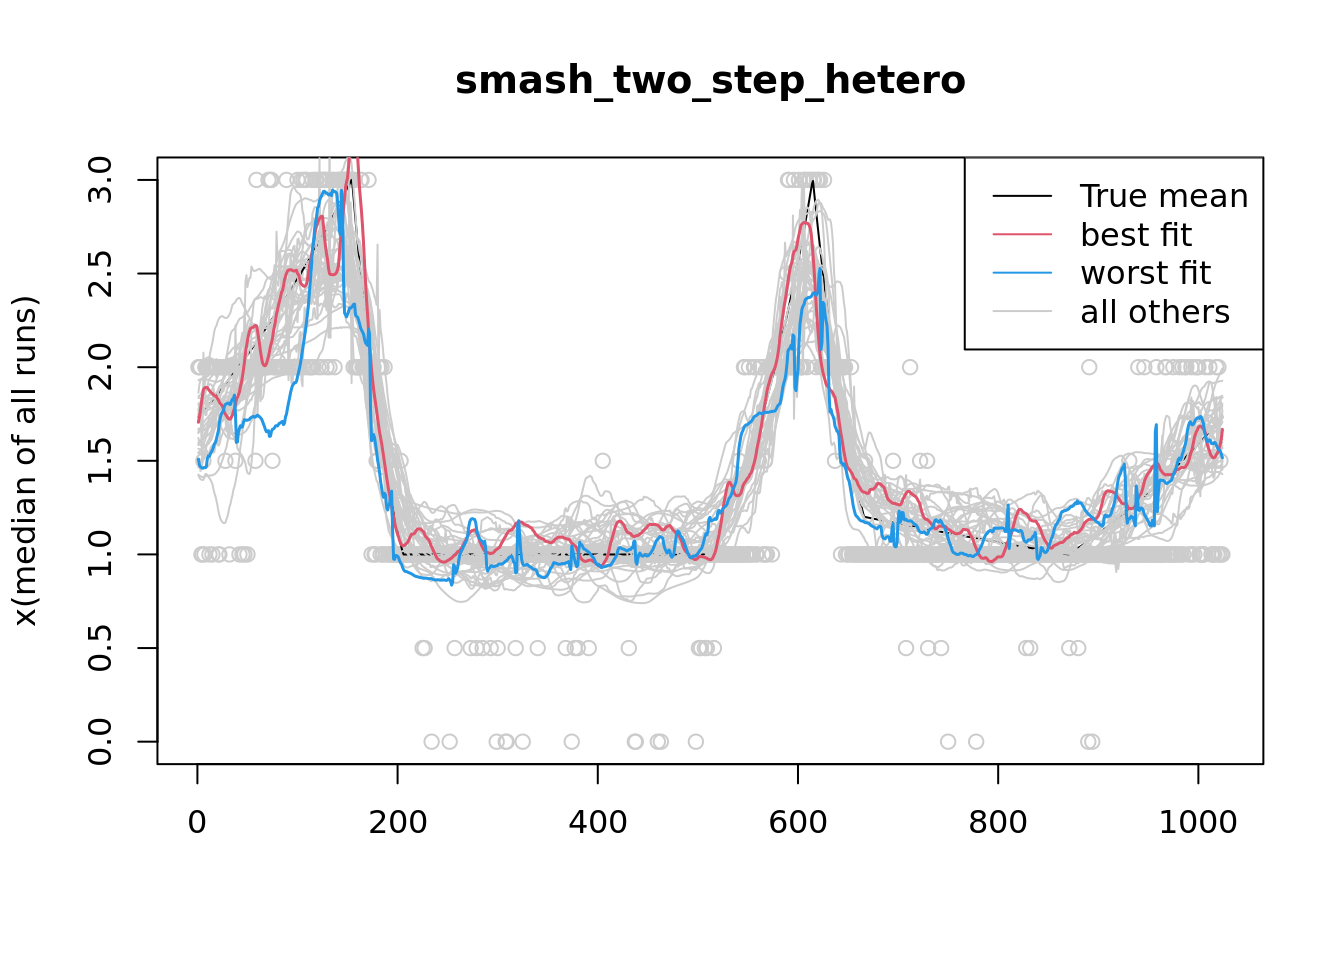 smash_two_step_hetero
x(median of all runs)
3.0
2.5
2.0
1.5
1.0
0.5
0.0
True mean
best fit
worst fit
all others
0 200 400 600 800 1000